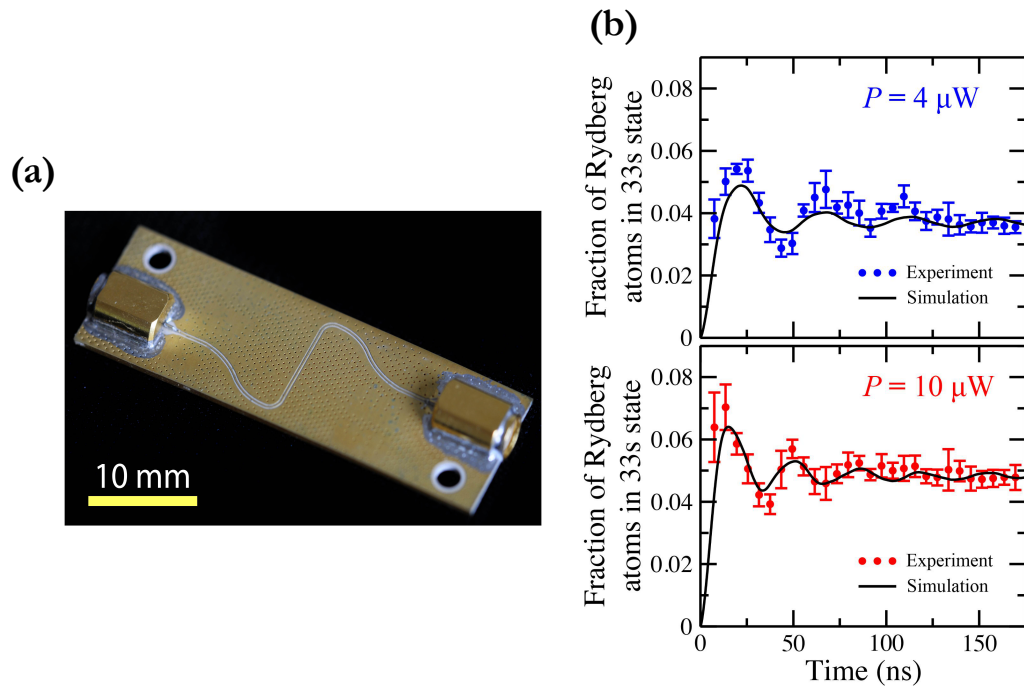 (a)
10 mm
(b)
Fraction of Rydberg
atoms in 33s state
0.08
0.06
0.04
0.02
0
P = 4 μW
Experiment
Simulation
Fraction of Rydberg
atoms in 33s state
0.08
0.06
0.04
0.02
0
P = 10 μW
Experiment
Simulation
0 50 100 150
Time (ns)